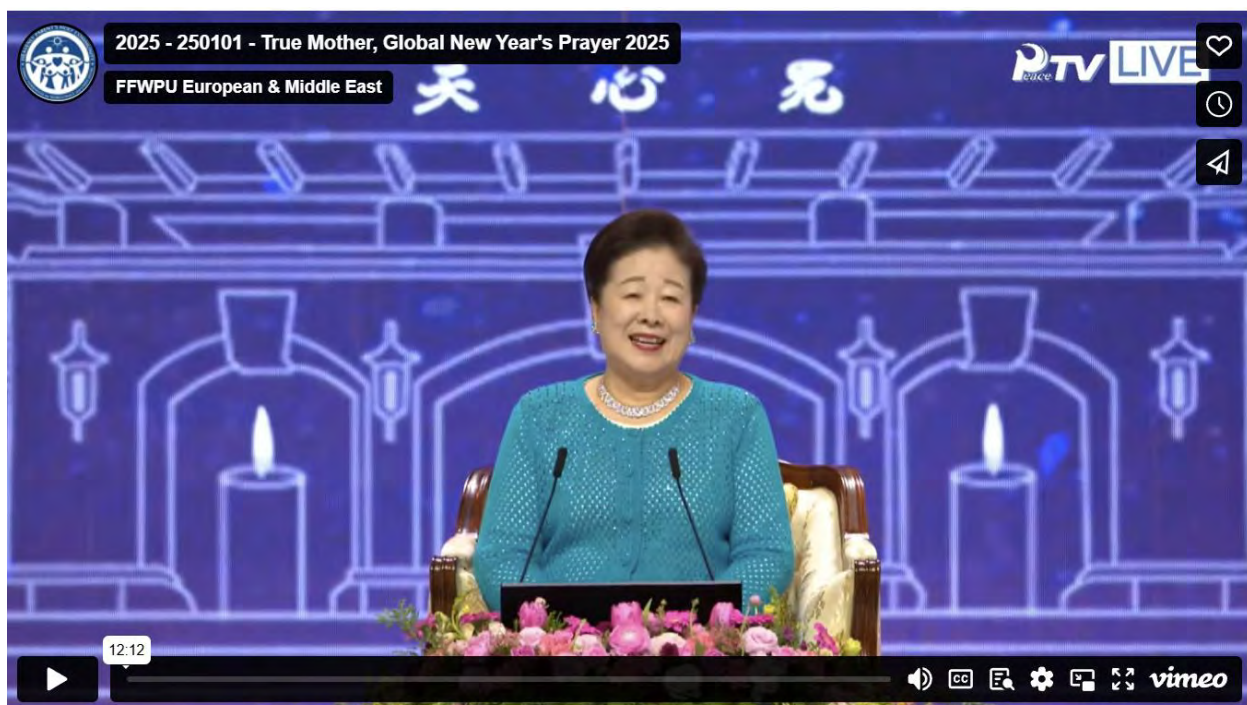 2025 - 250101 - True Mother, Global New Year's Prayer 2025
FFWPU European & Middle East
天心苑
Peace TV LIVE
12:12
CC
vimeo